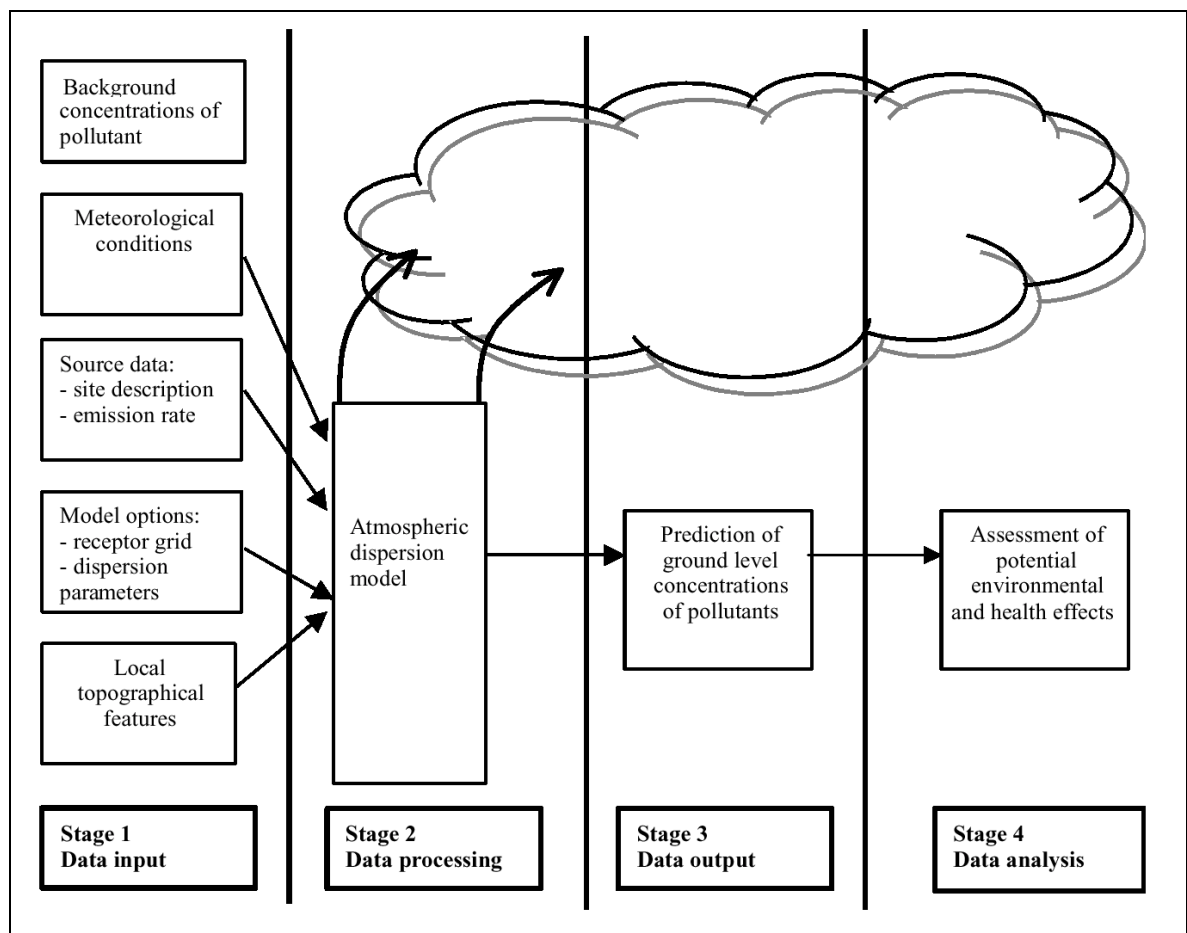 Background
concentrations of
pollutant
Meteorological
conditions
Source data:
- site description
- emission rate
Model options:
- receptor grid
- dispersion
parameters
Local
topographical
features
Atmospheric
dispersion
model
Prediction of
ground level
concentrations
of pollutants
Assessment of
potential
environmental
and health effects
Stage 1
Data input
Stage 2
Data processing
Stage 3
Data output
Stage 4
Data analysis